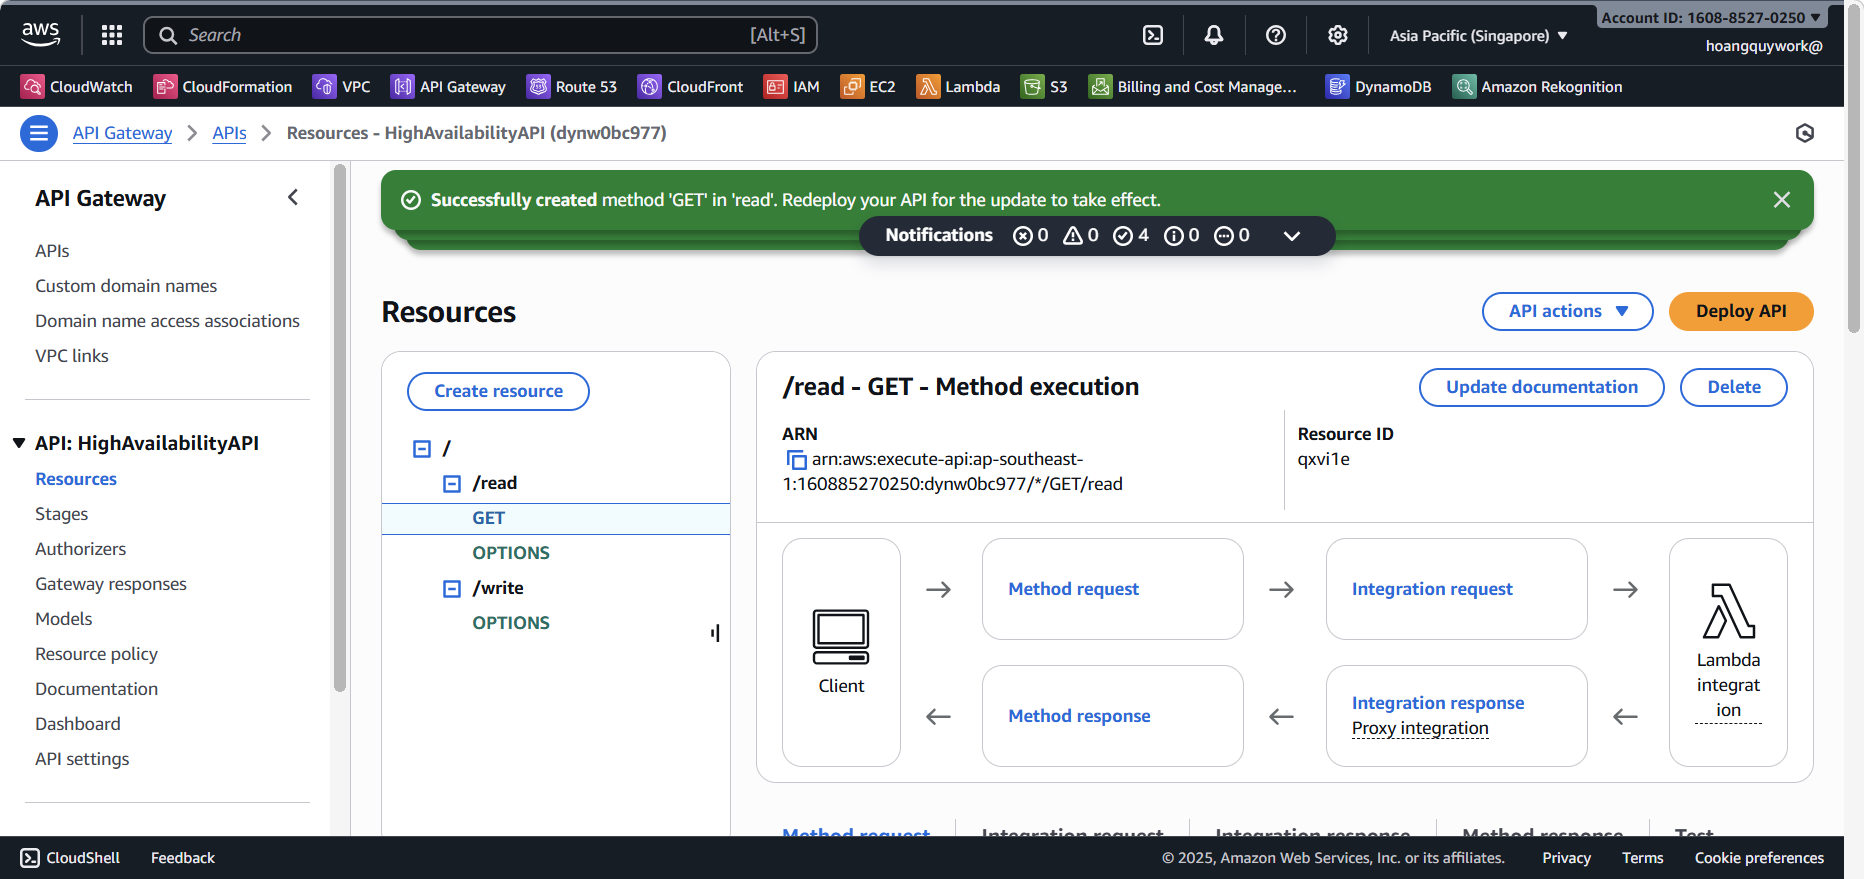 aws
Search
[Alt+S]
Asia Pacific (Singapore)
Account ID: 1608-8527-0250
hoangquywork@
CloudWatch
CloudFormation
VPC
API Gateway
Route 53
CloudFront
IAM
EC2
Lambda
S3
Billing and Cost Manage...
DynamoDB
Amazon Rekognition
API Gateway
APIs
Resources - HighAvailabilityAPI (dynw0bc977)
API Gateway
APIs
Custom domain names
Domain name access associations
VPC links
API: HighAvailabilityAPI
Resources
Stages
Authorizers
Gateway responses
Models
Resource policy
Documentation
Dashboard
API settings
Successfully created method 'GET' in 'read'. Redeploy your API for the update to take effect.
Notifications 0 0 4 0 0
Resources
API actions
Deploy API
Create resource
/
/read
GET
OPTIONS
/write
OPTIONS
/read - GET - Method execution
Update documentation
Delete
ARN
arn:aws:execute-api:ap-southeast-
1:160885270250:dynw0bc977/*/GET/read
Resource ID
qxvi1e
Client
Method request
Integration request
Lambda
integrat
ion
Method response
Integration response
Proxy integration
Method request
Integration request
Integration response
Method response
Test
CloudShell
Feedback
© 2025, Amazon Web Services, Inc. or its affiliates.
Privacy
Terms
Cookie preferences